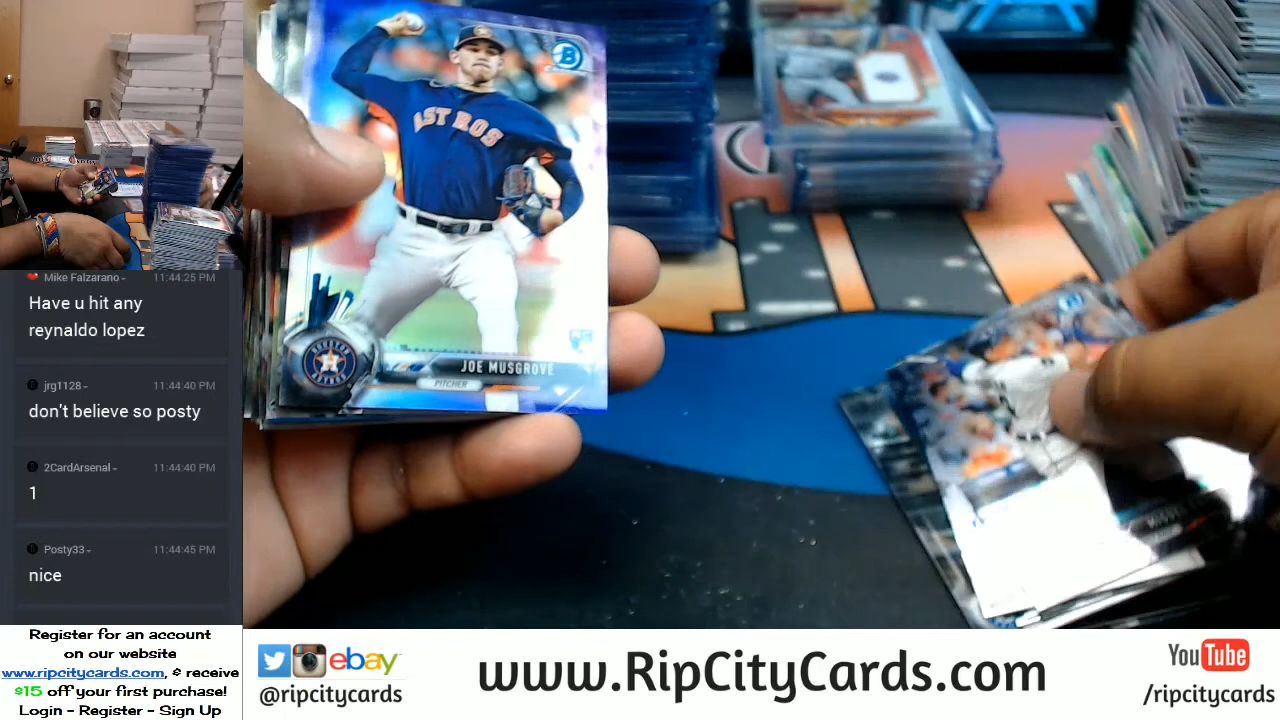 Mike Falzarano 11:44:25 PM
Have u hit any
reynaldo lopez
jrg1128 11:44:40 PM
don't believe so posty
2CardArsenal 11:44:40 PM
1
Posty33 11:44:45 PM
nice
Register for an account
on our website
www.ripcitycards.com, & receive
$15 off your first purchase!
Login - Register - Sign Up
ASTROS
B
HOUSTON
JOE MUSGROVE
PITCHER
ebay
@ripcitycards
www.RipCityCards.com
YouTube
/ripcitycards